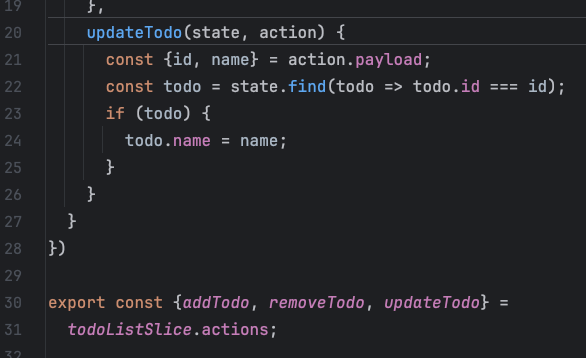 19 },
20 updateTodo(state, action) {
21 const {id, name} = action.payload;
22 const todo = state.find(todo => todo.id === id);
23 if (todo) {
24 todo.name = name;
25 }
26 }
27 }
28 })
29
30 export const {addTodo, removeTodo, updateTodo} =
31 todoListSlice.actions;
32